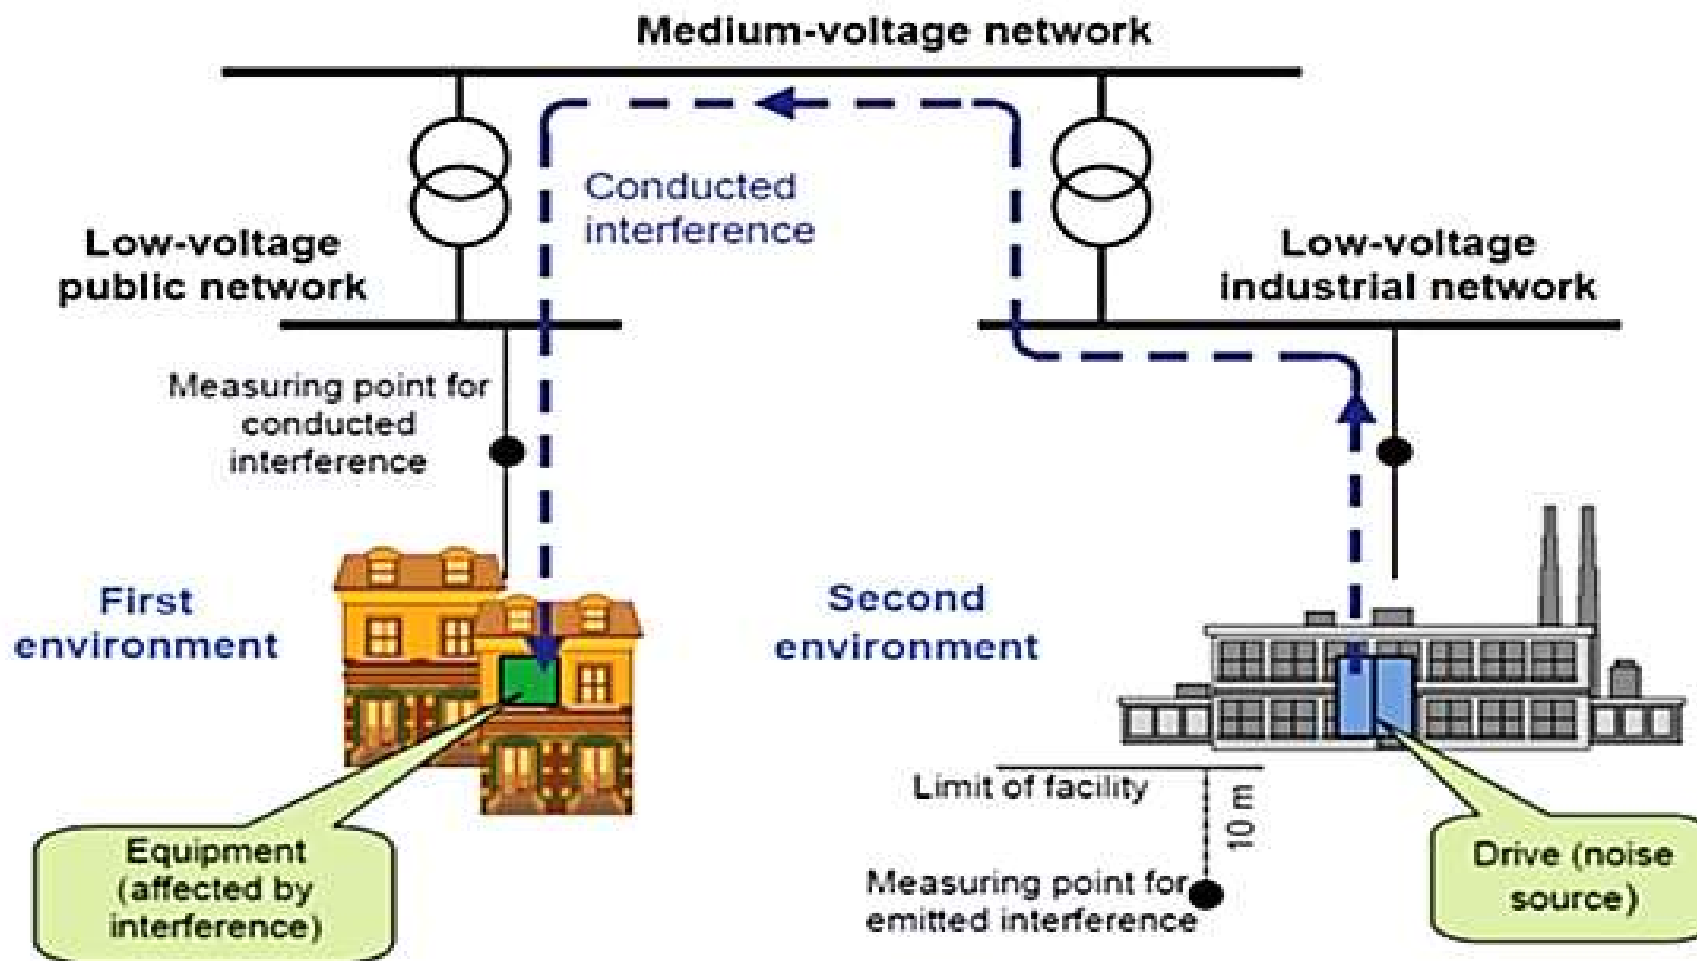 Medium-voltage network
Conducted
interference
Low-voltage
public network
Low-voltage
industrial network
Measuring point for
conducted
interference
First
environment
Second
environment
Limit of facility
10 m
Measuring point for
emitted interference
Equipment
(affected by
interference)
Drive (noise
source)